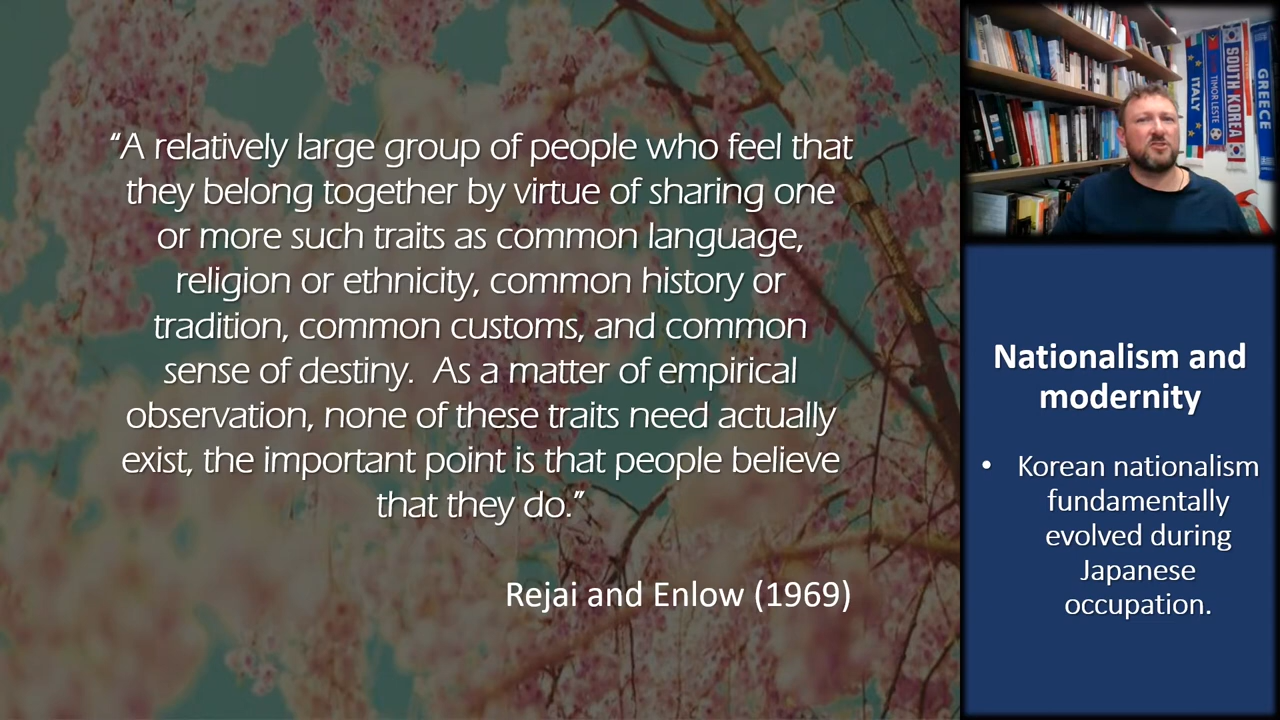 “A relatively large group of people who feel that
they belong together by virtue of sharing one
or more such traits as common language,
religion or ethnicity, common history or
tradition, common customs, and common
sense of destiny.  As a matter of empirical
observation, none of these traits need actually
exist, the important point is that people believe
that they do.”
Rejai and Enlow (1969)
ITALY
TIMOR LESTE
SOUTH KOREA
GREECE
Nationalism and
modernity
• Korean nationalism
fundamentally
evolved during
Japanese
occupation.